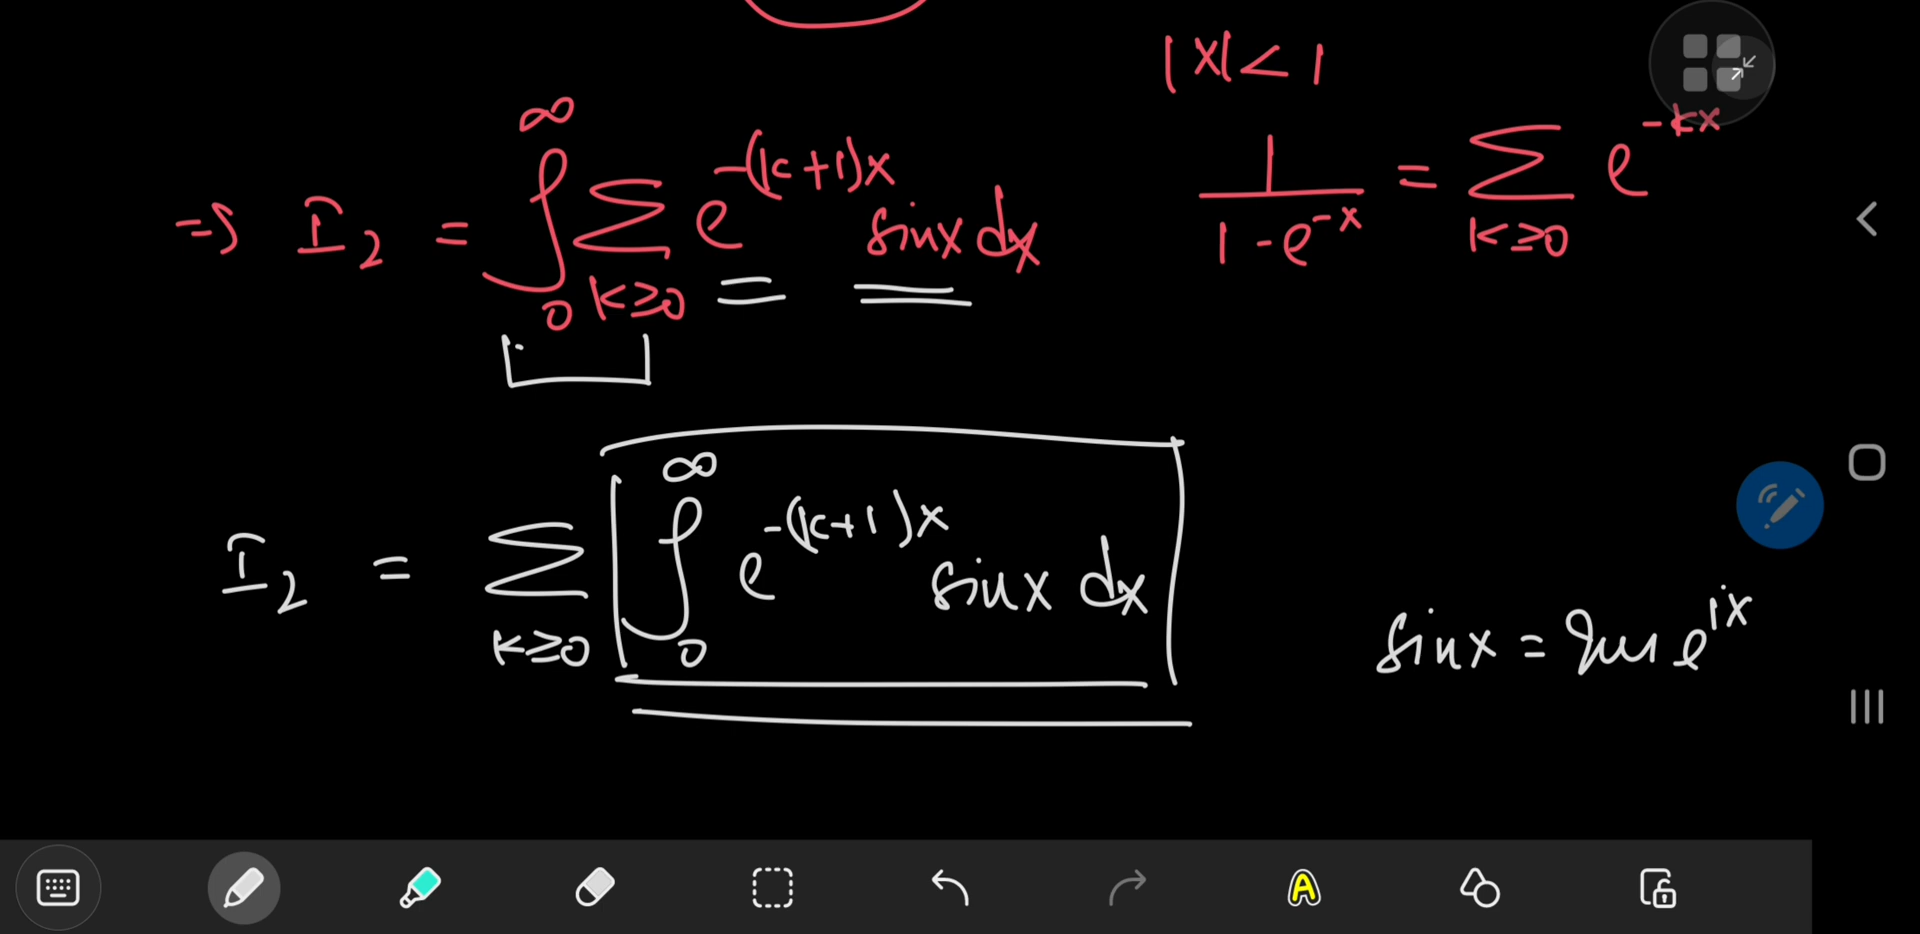 |x| < 1
=> I₂ = ∫₀^∞ Σ_{k≥0} e^{-(k+1)x} sinx dx
1/(1-e^{-x}) = Σ_{k≥0} e^{-kx}
I₂ = Σ_{k≥0} [∫₀^∞ e^{-(k+1)x} sinx dx]
sinx = Im e^{ix}
A